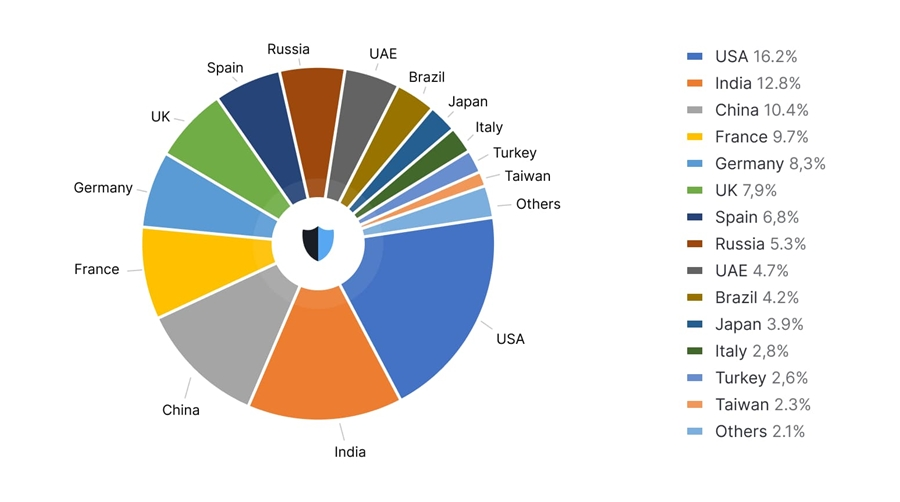 Russia
UAE
Spain
Brazil
Japan
UK
Italy
Turkey
Taiwan
Germany
Others
France
USA
China
India
USA 16.2%
India 12.8%
China 10.4%
France 9.7%
Germany 8,3%
UK 7,9%
Spain 6,8%
Russia 5.3%
UAE 4.7%
Brazil 4.2%
Japan 3.9%
Italy 2,8%
Turkey 2,6%
Taiwan 2.3%
Others 2.1%